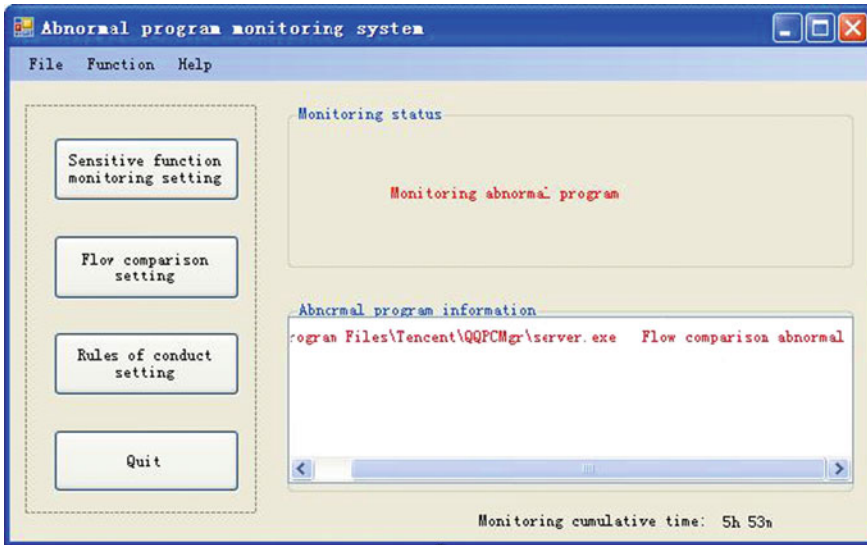 Abnormal program monitoring system
File Function Help
Sensitive function
monitoring setting
Flow comparison
setting
Rules of conduct
setting
Quit
Monitoring status
Monitoring abnormal program
Abnormal program information
rogram Files\Tencent\QQPCMgr\server.exe Flow comparison abnormal
Monitoring cumulative time: 5h 53m